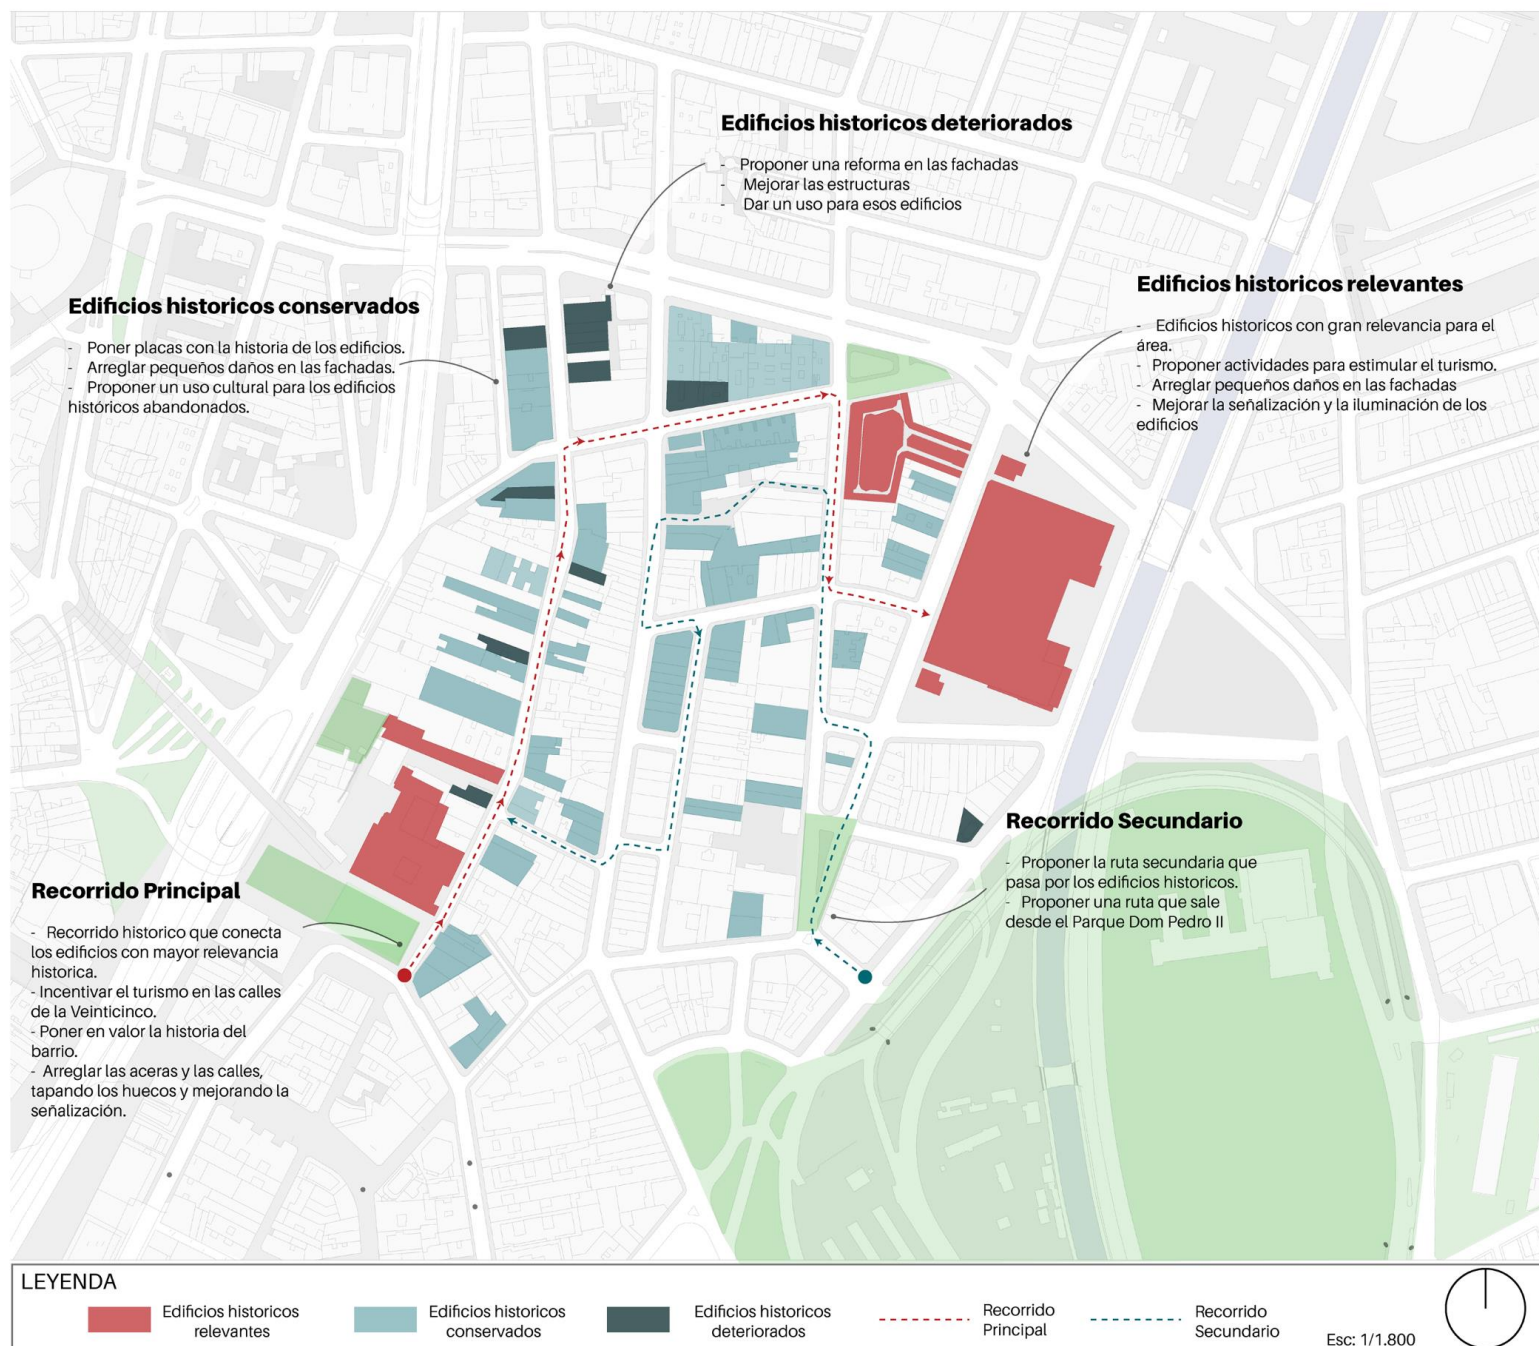 Edificios historicos deteriorados
- Proponer una reforma en las fachadas
- Mejorar las estructuras
- Dar un uso para esos edificios
Edificios historicos conservados
- Poner placas con la historia de los edificios.
- Arreglar pequeños daños en las fachadas.
- Proponer un uso cultural para los edificios
históricos abandonados.
Edificios historicos relevantes
- Edificios historicos con gran relevancia para el
área.
- Proponer actividades para estimular el turismo.
- Arreglar pequeños daños en las fachadas
- Mejorar la señalización y la iluminación de los
edificios
Recorrido Secundario
- Proponer la ruta secundaria que
pasa por los edificios historicos.
- Proponer una ruta que sale
desde el Parque Dom Pedro II
Recorrido Principal
- Recorrido historico que conecta
los edificios con mayor relevancia
historica.
- Incentivar el turismo en las calles
de la Veinticinco.
- Poner en valor la historia del
barrio.
- Arreglar las aceras y las calles,
tapando los huecos y mejorando la
señalización.
LEYENDA
Edificios historicos
relevantes
Edificios historicos
conservados
Edificios historicos
deteriorados
Recorrido
Principal
Recorrido
Secundario
Esc: 1/1.800